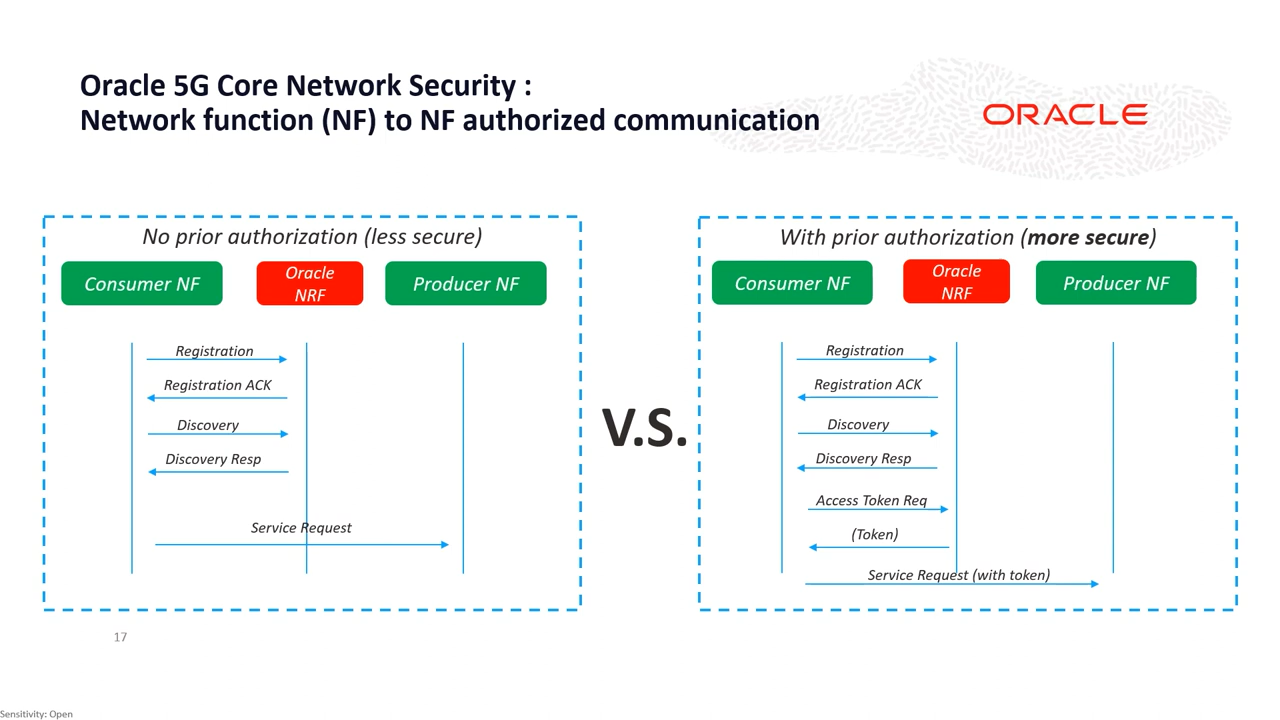 Oracle 5G Core Network Security :
Network function (NF) to NF authorized communication
ORACLE
No prior authorization (less secure)
Consumer NF
Oracle
NRF
Producer NF
Registration
Registration ACK
Discovery
Discovery Resp
Service Request
V.S.
With prior authorization (more secure)
Consumer NF
Oracle
NRF
Producer NF
Registration
Registration ACK
Discovery
Discovery Resp
Access Token Req
(Token)
Service Request (with token)
17
Sensitivity: Open